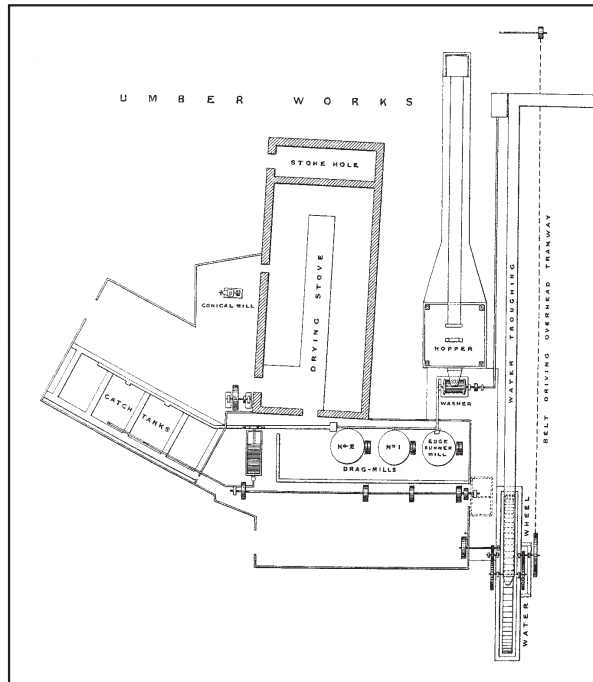 UMBER WORKS
STOKE HOLE
DRYING STOVE
CONICAL MILL
CATCH TANKS
HOPPER
WASHER
Nº 2
Nº 1
EDGE
RUNNER
MILL
DRAG-MILLS
WATER TROUGHING
BELT DRIVING OVERHEAD TRAMWAY
WATER WHEEL